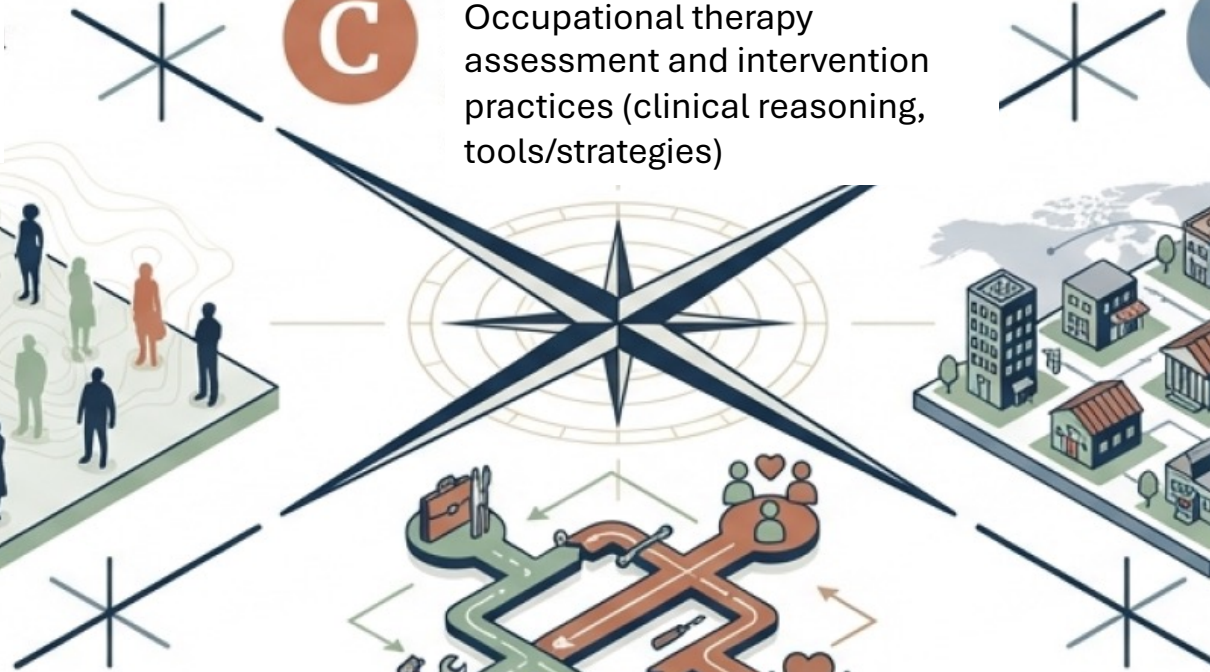 C
Occupational therapy
assessment and intervention
practices (clinical reasoning,
tools/strategies)